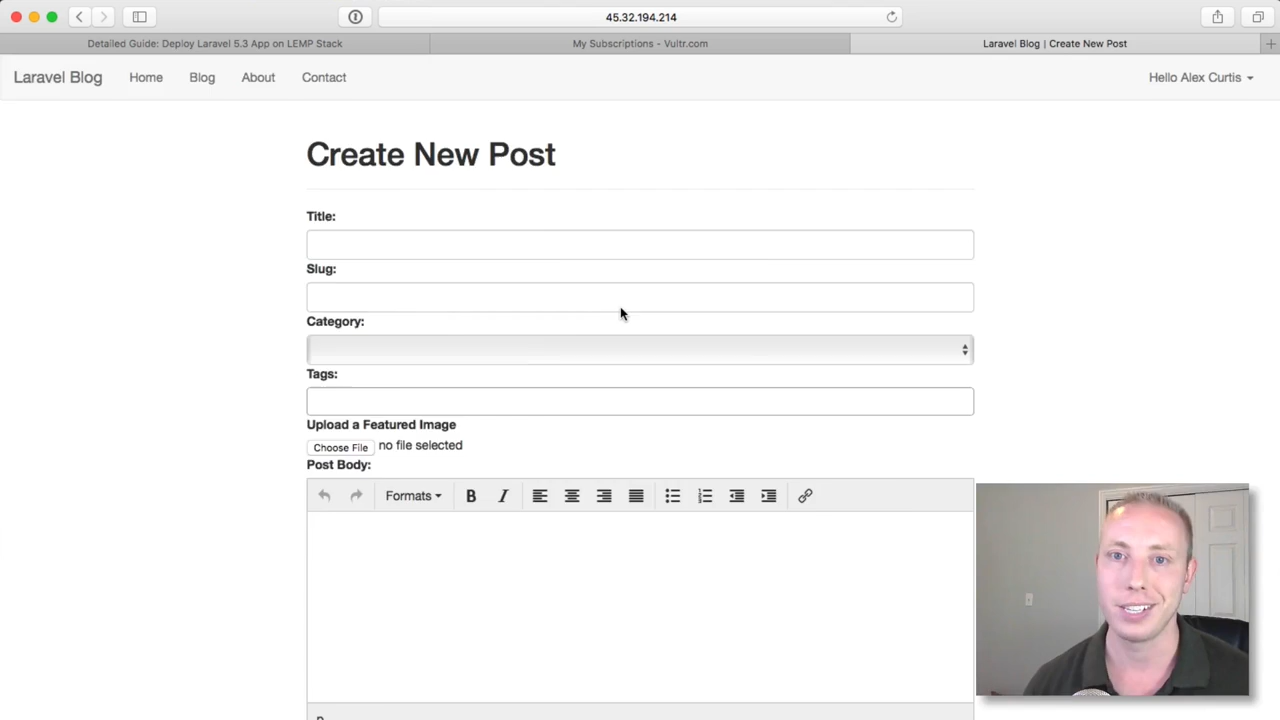 45.32.194.214
Detailed Guide: Deploy Laravel 5.3 App on LEMP Stack
My Subscriptions - Vultr.com
Laravel Blog | Create New Post
Laravel Blog Home Blog About Contact Hello Alex Curtis
Create New Post
Title:
Slug:
Category:
Tags:
Upload a Featured Image
Choose File no file selected
Post Body:
Formats B I